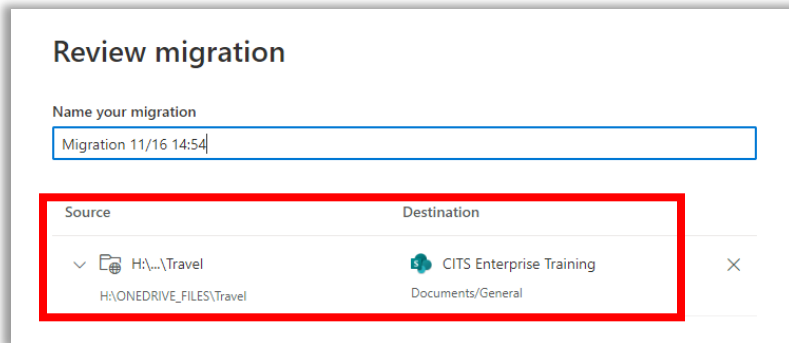 Review migration
Name your migration
Migration 11/16 14:54
Source Destination
H:\...\Travel CITS Enterprise Training
H:\ONEDRIVE_FILES\Travel Documents/General